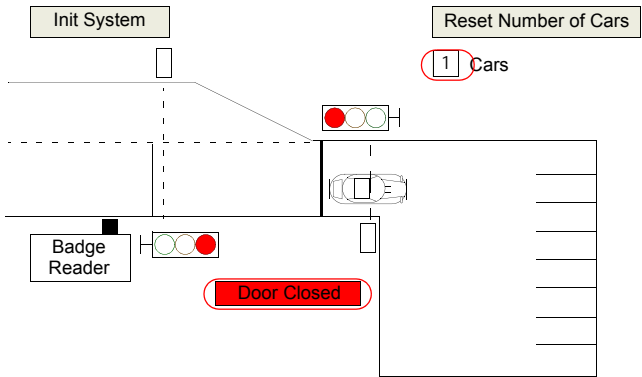 Init System
Reset Number of Cars
1 Cars
Badge
Reader
Door Closed